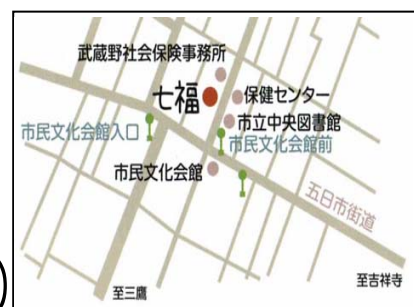 武蔵野社会保険事務所
七福
保健センター
市立中央図書館
市民文化会館入口
市民文化会館前
市民文化会館
五日市街道
至三鷹
至吉祥寺